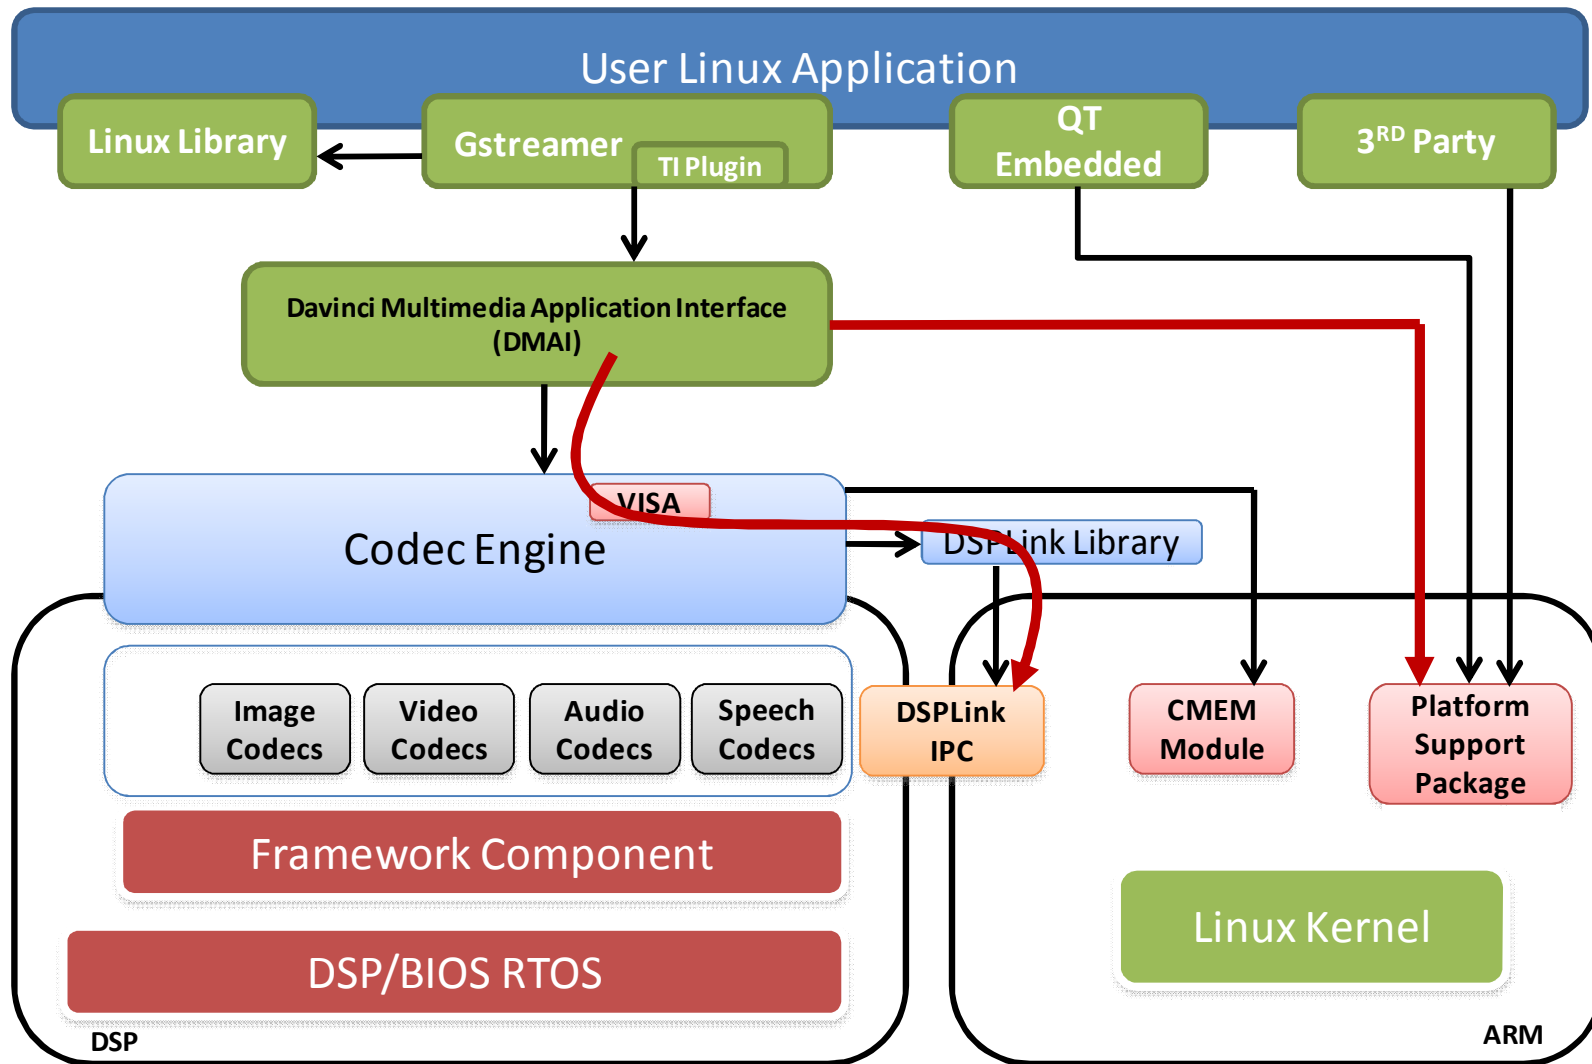 User Linux Application
Linux Library
Gstreamer
TI Plugin
QT
Embedded
3RD Party
Davinci Multimedia Application Interface
(DMAI)
VISA
Codec Engine
DSPLink Library
Image
Codecs
Video
Codecs
Audio
Codecs
Speech
Codecs
DSPLink
IPC
CMEM
Module
Platform
Support
Package
Framework Component
Linux Kernel
DSP/BIOS RTOS
DSP
ARM